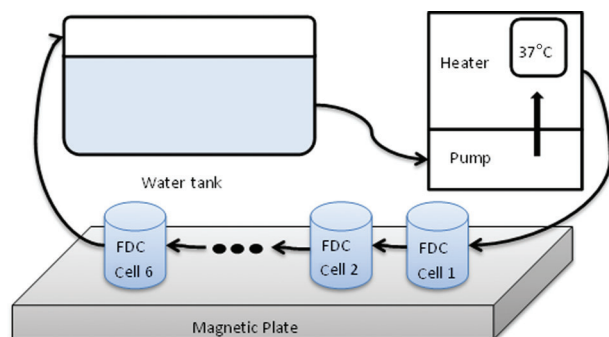 Heater
37°C
Pump
Water tank
FDC
Cell 6
FDC
Cell 2
FDC
Cell 1
Magnetic Plate